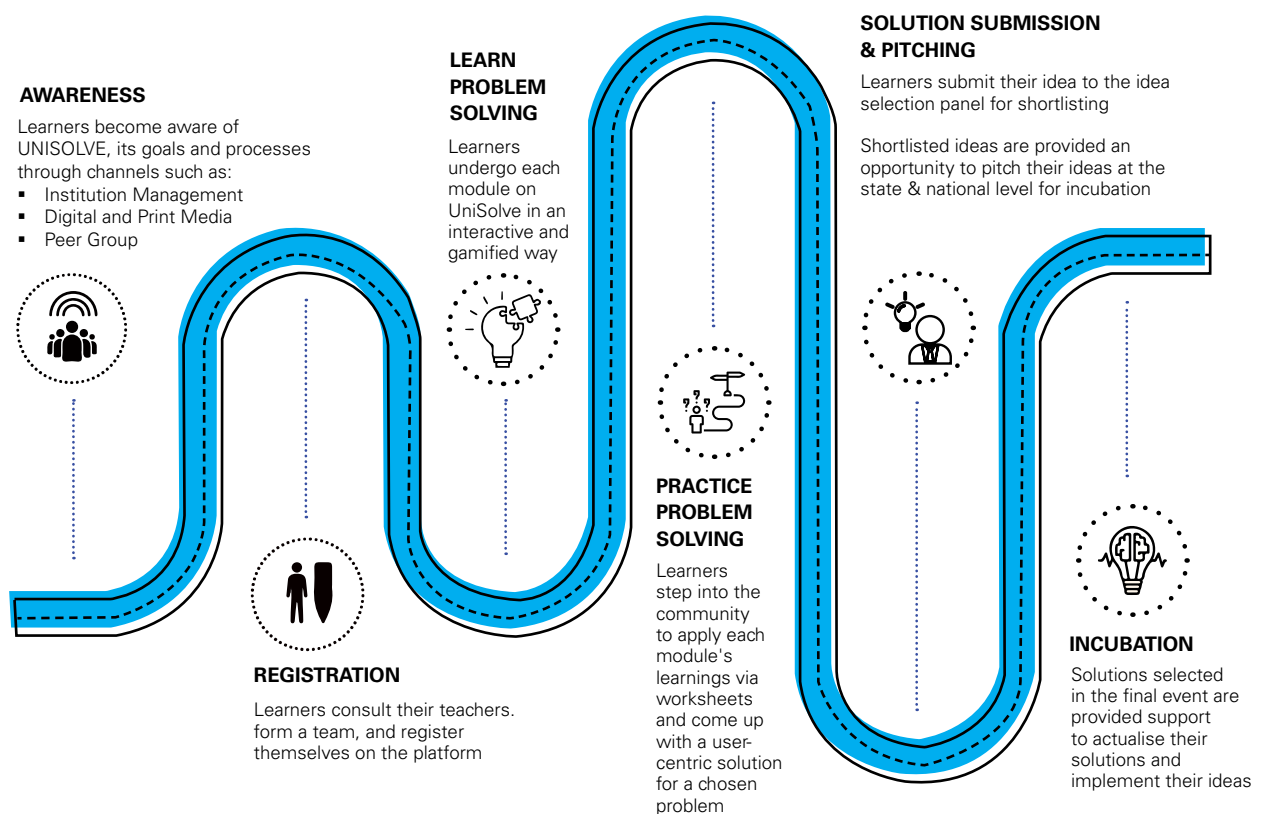 AWARENESS
Learners become aware of
UNISOLVE, its goals and processes
through channels such as:
▪ Institution Management
▪ Digital and Print Media
▪ Peer Group
REGISTRATION
Learners consult their teachers.
form a team, and register
themselves on the platform
LEARN
PROBLEM
SOLVING
Learners
undergo each
module on
UniSolve in an
interactive and
gamified way
PRACTICE
PROBLEM
SOLVING
Learners
step into the
community
to apply each
module's
learnings via
worksheets
and come up
with a user-
centric solution
for a chosen
problem
SOLUTION SUBMISSION
& PITCHING
Learners submit their idea to the idea
selection panel for shortlisting
Shortlisted ideas are provided an
opportunity to pitch their ideas at the
state & national level for incubation
INCUBATION
Solutions selected
in the final event are
provided support
to actualise their
solutions and
implement their ideas